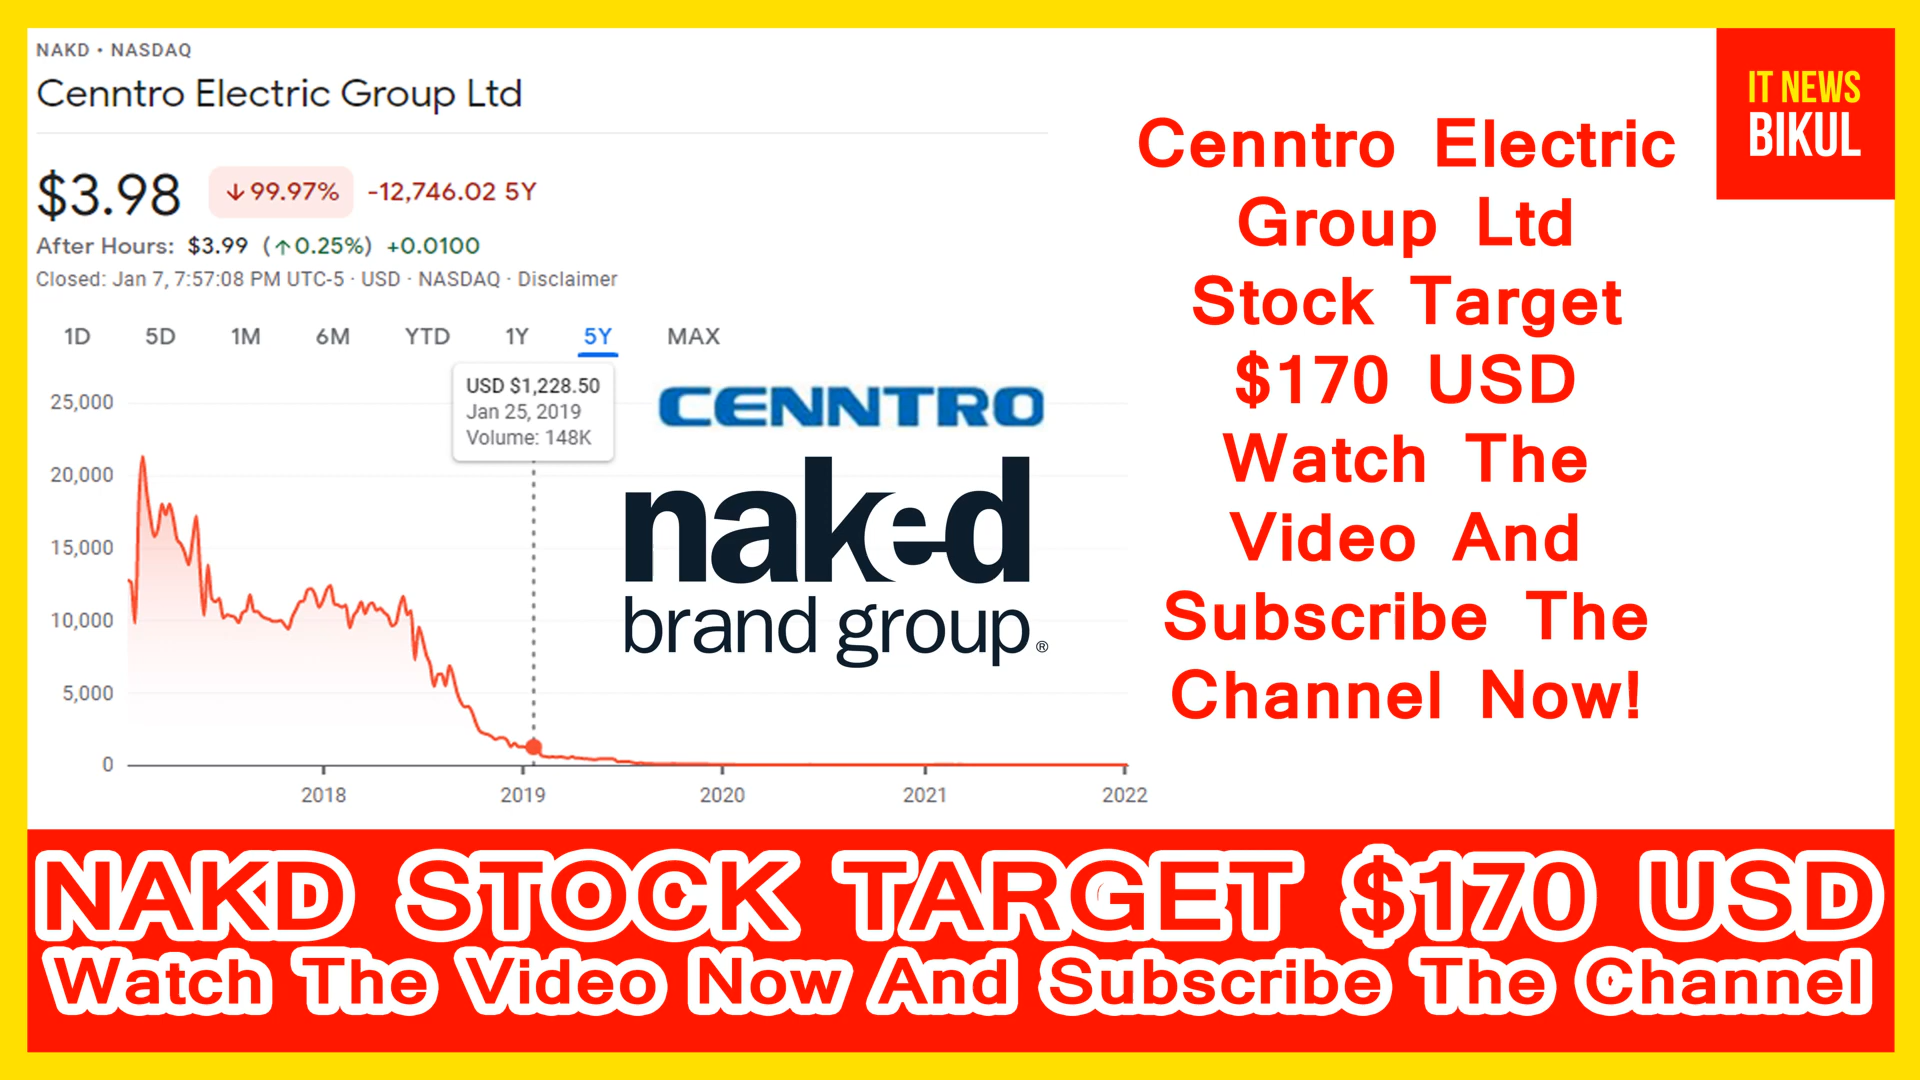 NAKD • NASDAQ
Cenntro Electric Group Ltd
$3.98 ↓99.97% -12,746.02 5Y
After Hours: $3.99 (↑0.25%) +0.0100
Closed: Jan 7, 7:57:08 PM UTC-5 · USD · NASDAQ · Disclaimer
1D 5D 1M 6M YTD 1Y 5Y MAX
USD $1,228.50
Jan 25, 2019
Volume: 148K
25,000
20,000
15,000
10,000
5,000
0
2018 2019 2020 2021 2022
CENNTRO
naked
brand group®
Cenntro Electric
Group Ltd
Stock Target
$170 USD
Watch The
Video And
Subscribe The
Channel Now!
IT NEWS
BIKUL
NAKD STOCK TARGET $170 USD
Watch The Video Now And Subscribe The Channel